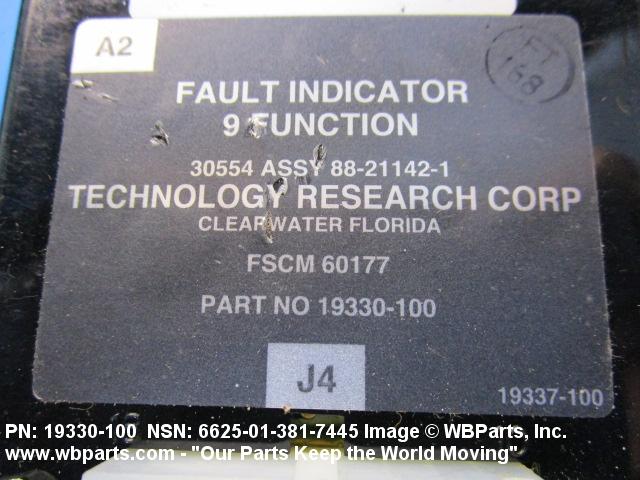 A2
FT
168
FAULT INDICATOR
9 FUNCTION
30554 ASSY 88-21142-1
TECHNOLOGY RESEARCH CORP
CLEARWATER FLORIDA
FSCM 60177
PART NO 19330-100
J4
19337-100
PN: 19330-100 NSN: 6625-01-381-7445 Image © WBParts, Inc.
www.wbparts.com - "Our Parts Keep the World Moving"